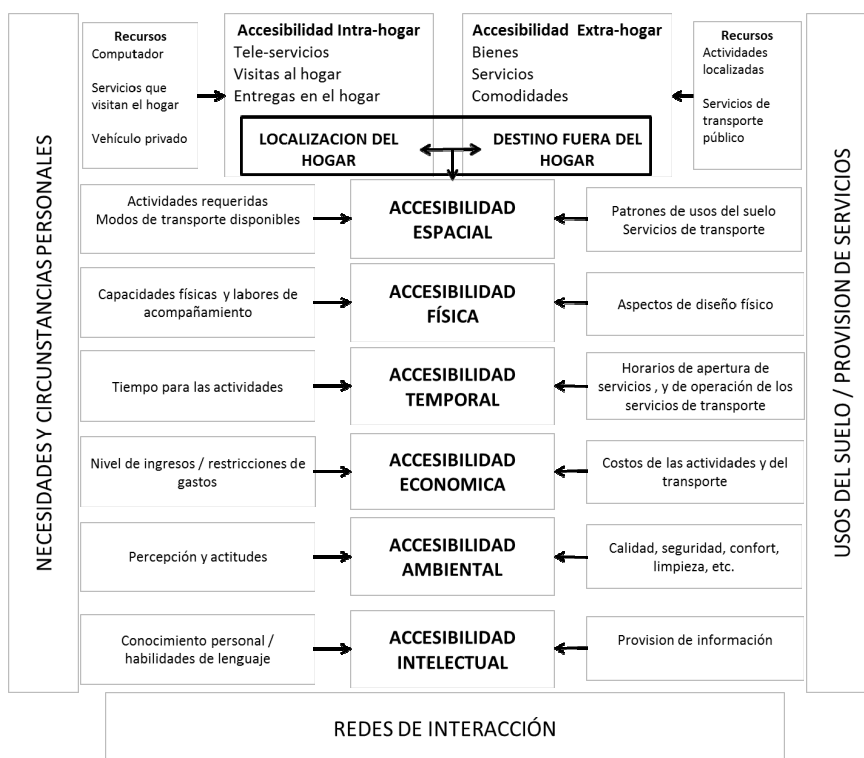 Recursos
Computador
Servicios que
visitan el hogar
Vehículo privado
Accesibilidad Intra-hogar
Tele-servicios
Visitas al hogar
Entregas en el hogar
Accesibilidad Extra-hogar
Bienes
Servicios
Comodidades
Recursos
Actividades
localizadas
Servicios de
transporte
público
LOCALIZACION DEL
HOGAR
DESTINO FUERA DEL
HOGAR
NECESIDADES Y CIRCUNSTANCIAS PERSONALES
Actividades requeridas
Modos de transporte disponibles
ACCESIBILIDAD
ESPACIAL
Patrones de usos del suelo
Servicios de transporte
Capacidades físicas y labores de
acompañamiento
ACCESIBILIDAD
FÍSICA
Aspectos de diseño físico
Tiempo para las actividades
ACCESIBILIDAD
TEMPORAL
Horarios de apertura de
servicios , y de operación de los
servicios de transporte
Nivel de ingresos / restricciones de
gastos
ACCESIBILIDAD
ECONOMICA
Costos de las actividades y del
transporte
Percepción y actitudes
ACCESIBILIDAD
AMBIENTAL
Calidad, seguridad, confort,
limpieza, etc.
Conocimiento personal /
habilidades de lenguaje
ACCESIBILIDAD
INTELECTUAL
Provision de información
USOS DEL SUELO / PROVISION DE SERVICIOS
REDES DE INTERACCIÓN